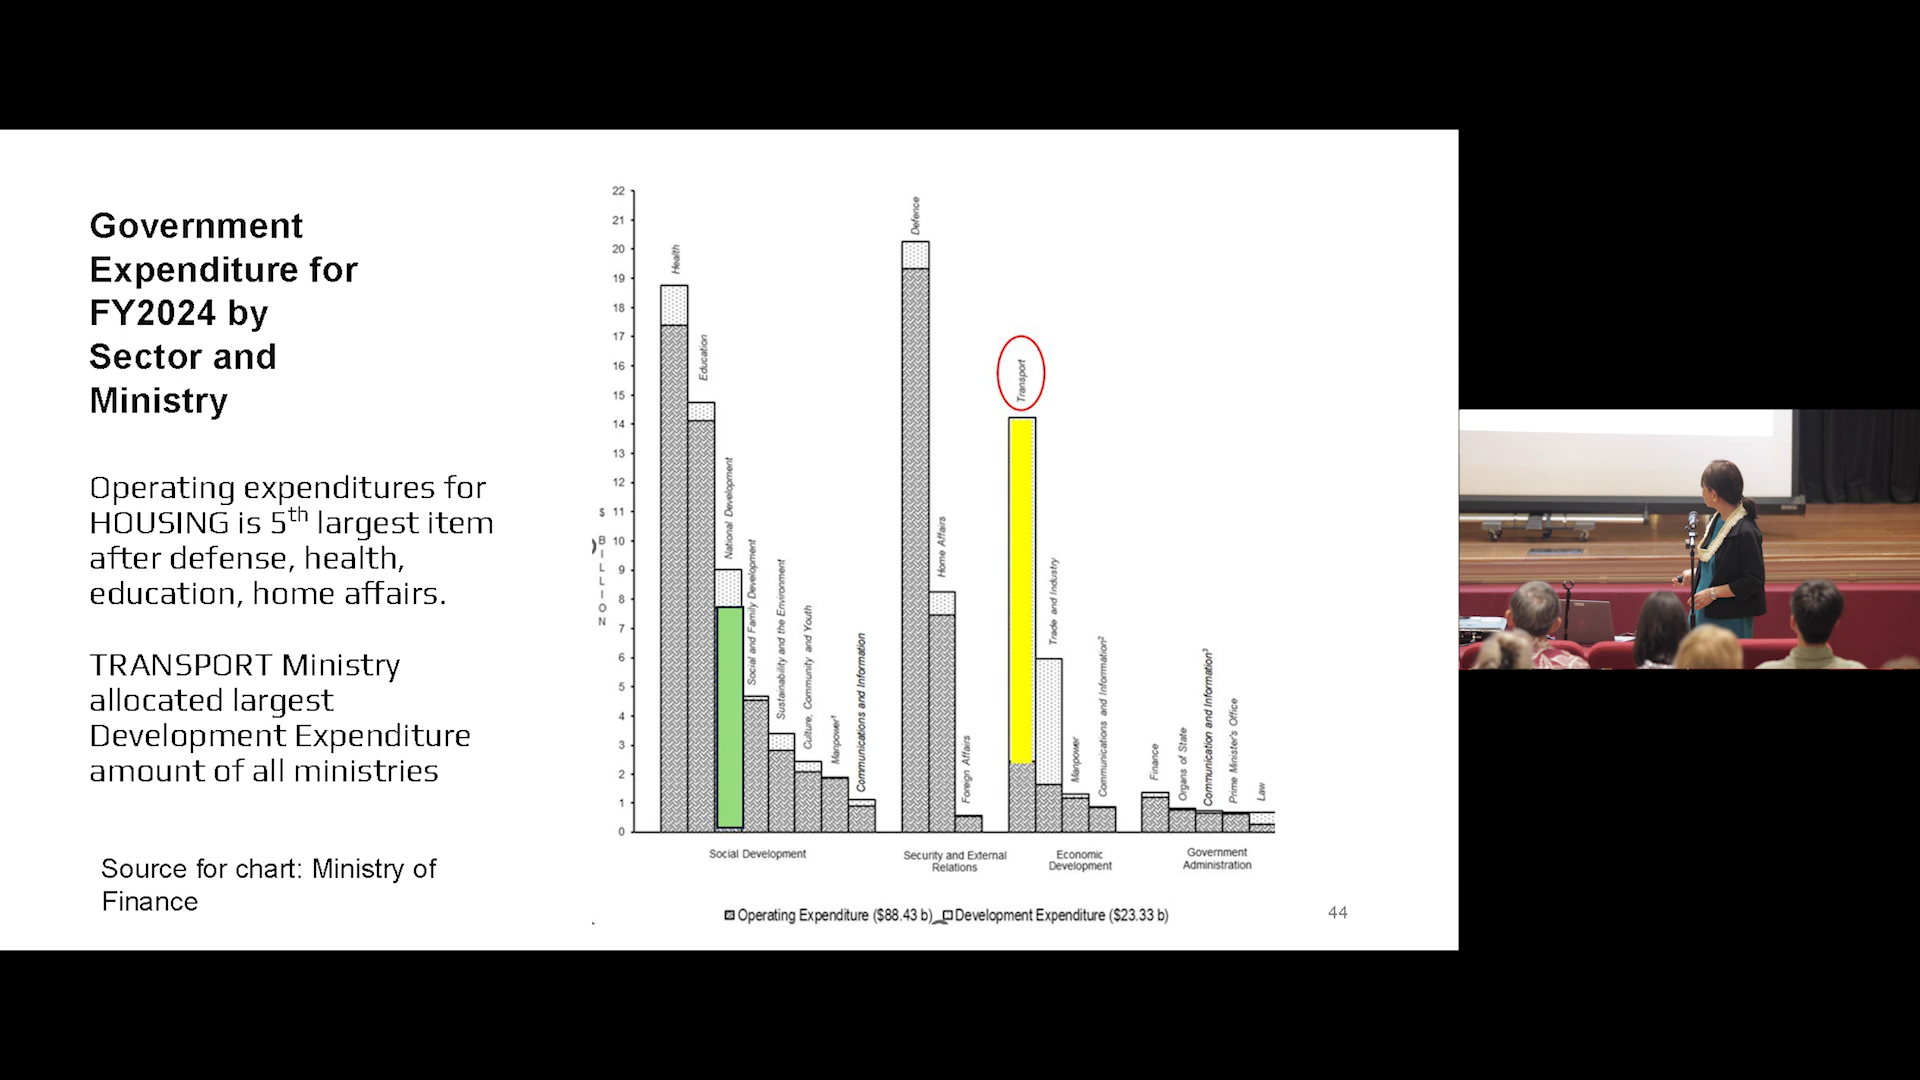 Government
Expenditure for
FY2024 by
Sector and
Ministry
Operating expenditures for
HOUSING is 5th largest item
after defense, health,
education, home affairs.
TRANSPORT Ministry
allocated largest
Development Expenditure
amount of all ministries
Source for chart: Ministry of
Finance
22
21
20
19
18
17
16
15
14
13
12
11
10
9
8
7
6
5
4
3
2
1
0
$ BILLION
Health
Education
National Development
Social and Family Development
Sustainability and the Environment
Culture, Community and Youth
Manpower¹
Communications and Information
Defence
Home Affairs
Foreign Affairs
Transport
Trade and Industry
Manpower
Communications and Information²
Finance
Organs of State
Communication and Information³
Prime Minister's Office
Law
Social Development
Security and External
Relations
Economic
Development
Government
Administration
Operating Expenditure ($88.43 b) Development Expenditure ($23.33 b)
44